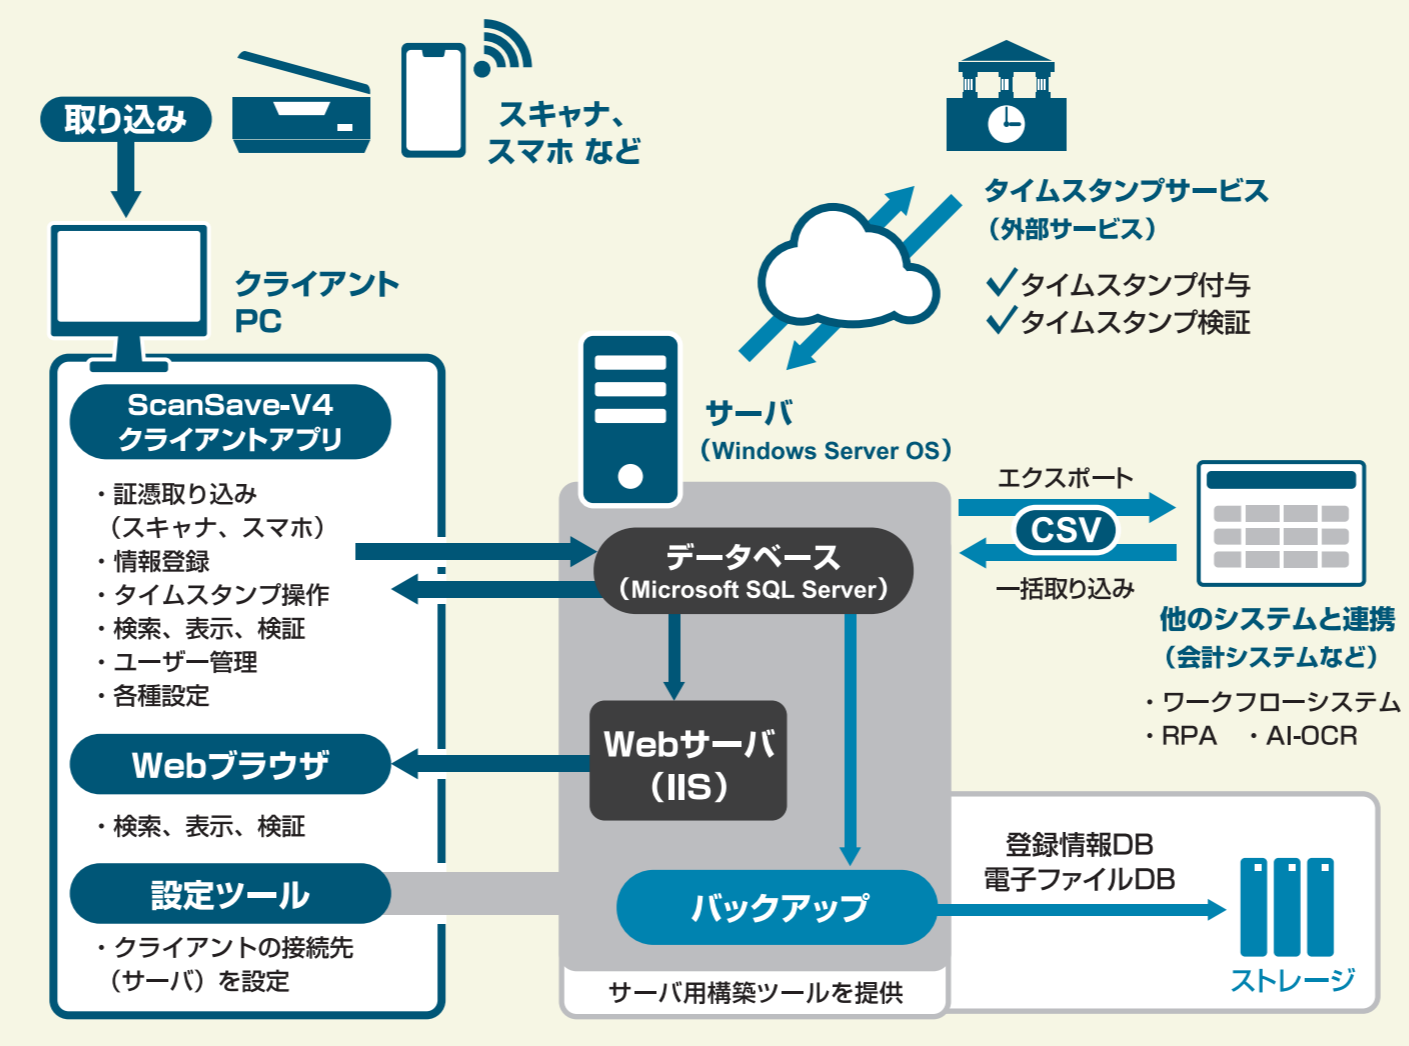 取り込み
スキャナ、
スマホ など
クライアント
PC
ScanSave-V4
クライアントアプリ
・証憑取り込み
（スキャナ、スマホ）
・情報登録
・タイムスタンプ操作
・検索、表示、検証
・ユーザー管理
・各種設定
Webブラウザ
・検索、表示、検証
設定ツール
・クライアントの接続先
（サーバ）を設定
タイムスタンプサービス
（外部サービス）
タイムスタンプ付与
タイムスタンプ検証
サーバ
（Windows Server OS）
データベース
（Microsoft SQL Server）
Webサーバ
（IIS）
バックアップ
サーバ用構築ツールを提供
エクスポート
CSV
一括取り込み
他のシステムと連携
（会計システムなど）
・ワークフローシステム
・RPA ・AI-OCR
登録情報DB
電子ファイルDB
ストレージ